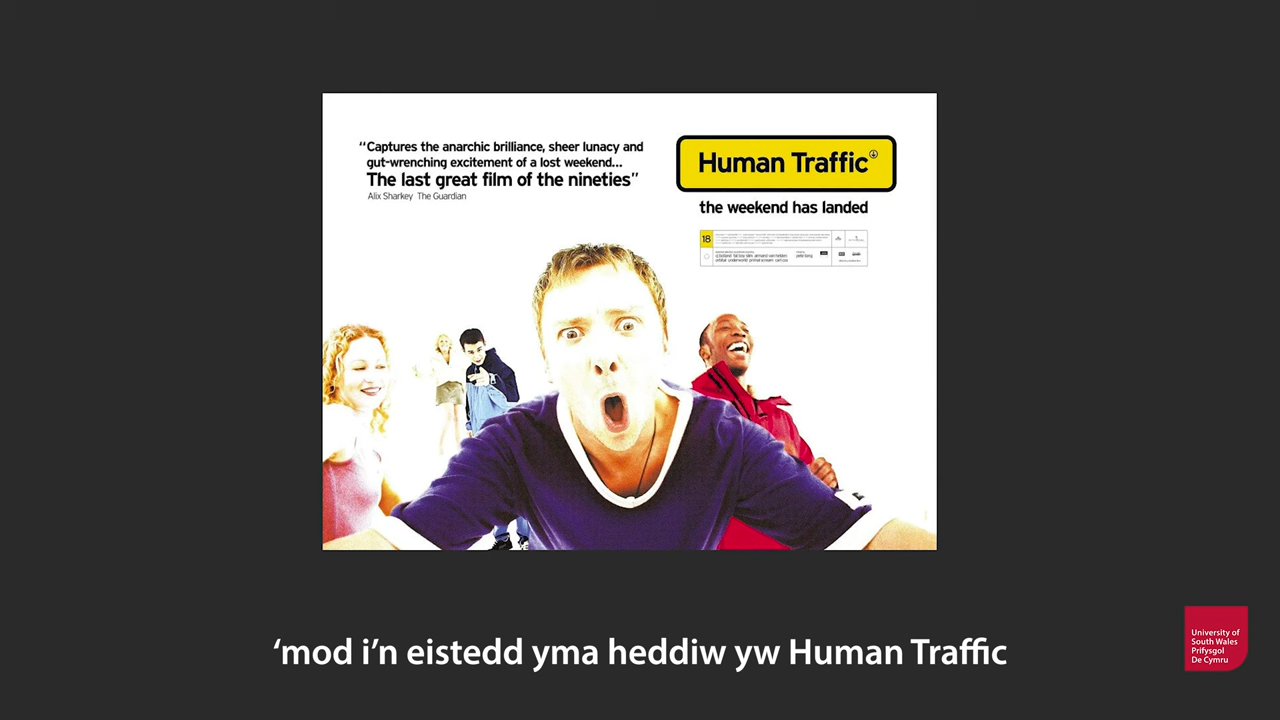 “Captures the anarchic brilliance, sheer lunacy and
gut-wrenching excitement of a lost weekend...
The last great film of the nineties”
Alix Sharkey The Guardian
Human Traffic
the weekend has landed
18
‘mod i’n eistedd yma heddiw yw Human Traffic
University of
South Wales
Prifysgol
De Cymru